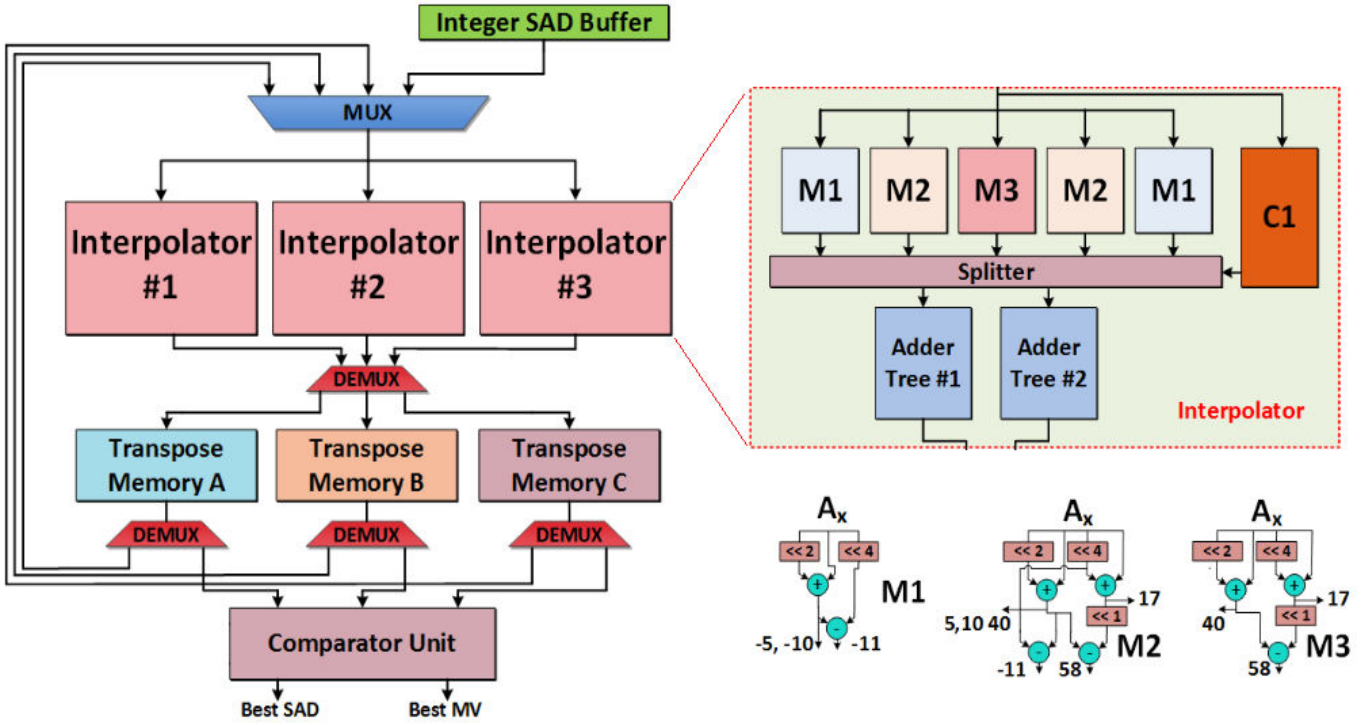 Integer SAD Buffer
MUX
Interpolator
#1
Interpolator
#2
Interpolator
#3
DEMUX
Transpose
Memory A
Transpose
Memory B
Transpose
Memory C
DEMUX
DEMUX
DEMUX
Comparator Unit
Best SAD
Best MV
M1
M2
M3
M2
M1
C1
Splitter
Adder
Tree #1
Adder
Tree #2
Interpolator
Ax
<< 2
<< 4
+
-
M1
-5, -10
-11
Ax
<< 2
<< 4
+
+
17
5,10 40
<< 1
-
-
M2
-11
58
Ax
<< 2
<< 4
+
+
17
40
<< 1
-
M3
58